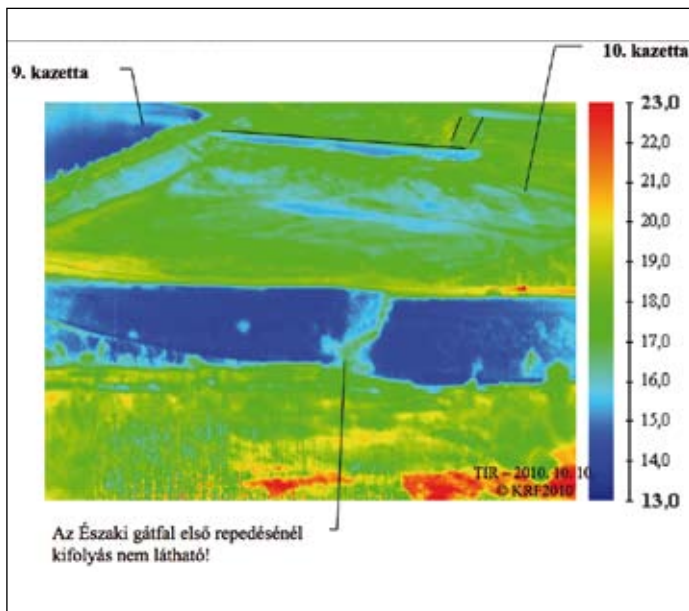 9. kazetta
10. kazetta
23,0
22,0
21,0
20,0
19,0
18,0
17,0
16,0
15,0
14,0
13,0
TIR – 2010. 10. 10.
© KRF2010
Az Északi gátfal első repedésénél
kifolyás nem látható!